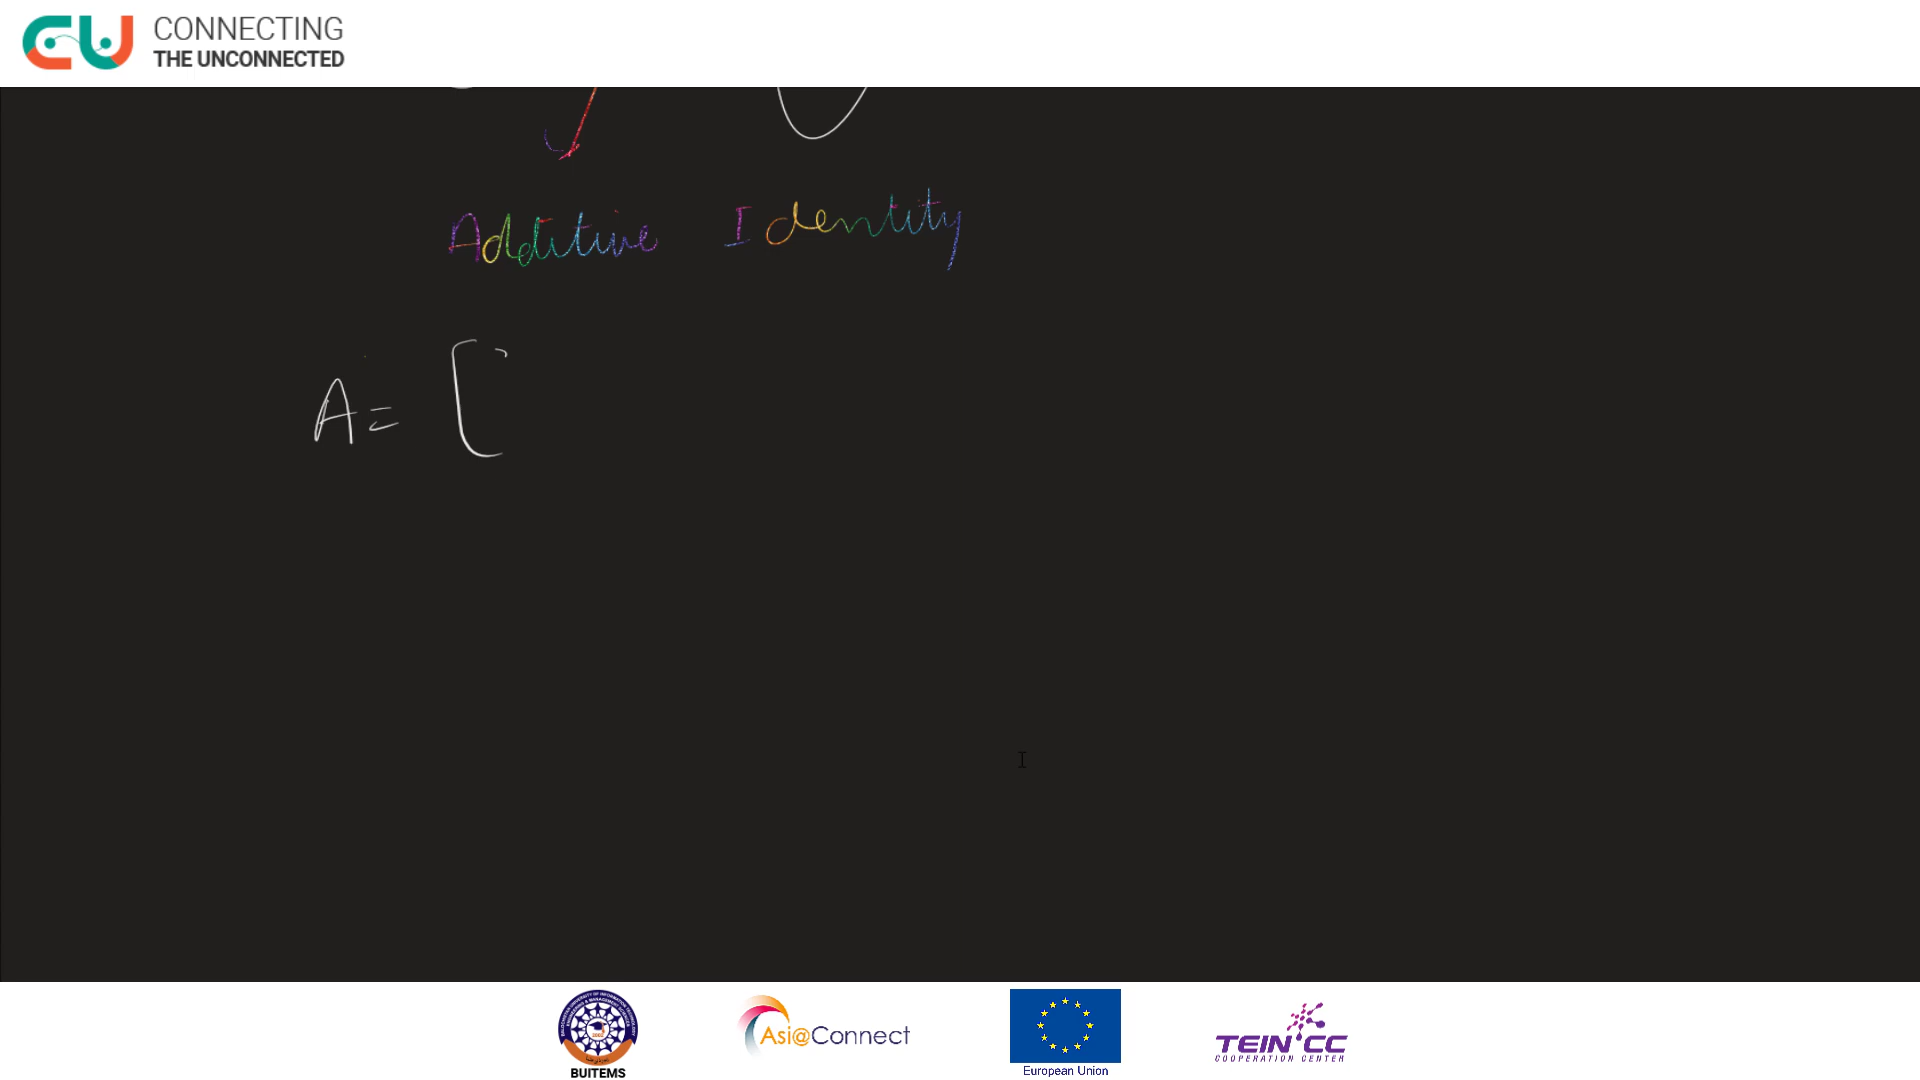 CONNECTING
THE UNCONNECTED
Additive Identity
A = [
BUITEMS
Asi@Connect
European Union
TEIN*CC
COOPERATION CENTER